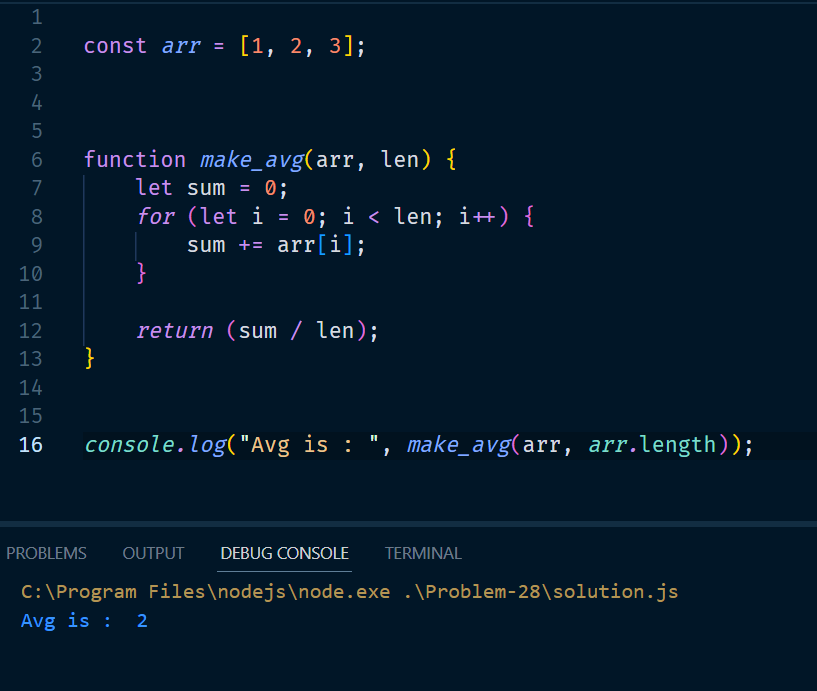 1
2 const arr = [1, 2, 3];
3
4
5
6 function make_avg(arr, len) {
7 let sum = 0;
8 for (let i = 0; i < len; i++) {
9 sum += arr[i];
10 }
11
12 return (sum / len);
13 }
14
15
16 console.log("Avg is : ", make_avg(arr, arr.length));
PROBLEMS OUTPUT DEBUG CONSOLE TERMINAL
C:\Program Files\nodejs\node.exe .\Problem-28\solution.js
Avg is :  2